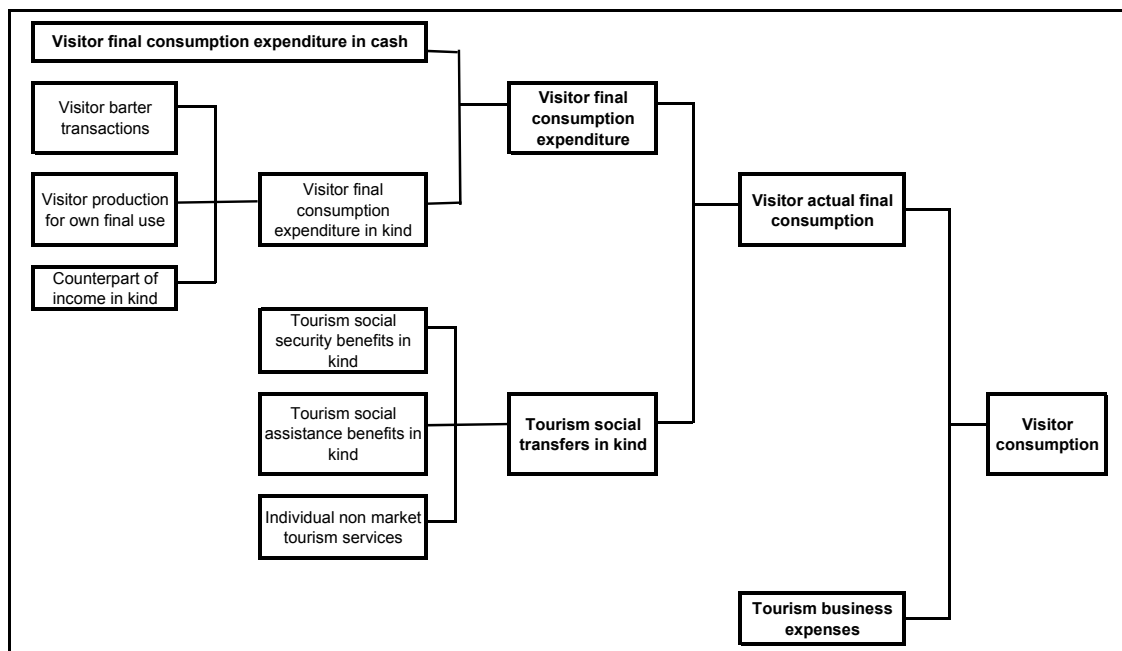 Visitor final consumption expenditure in cash
Visitor barter
transactions
Visitor final
consumption
expenditure
Visitor production
for own final use
Visitor final
consumption
expenditure in kind
Visitor actual final
consumption
Counterpart of
income in kind
Tourism social
security benefits in
kind
Tourism social
assistance benefits in
kind
Tourism social
transfers in kind
Visitor
consumption
Individual non market
tourism services
Tourism business
expenses